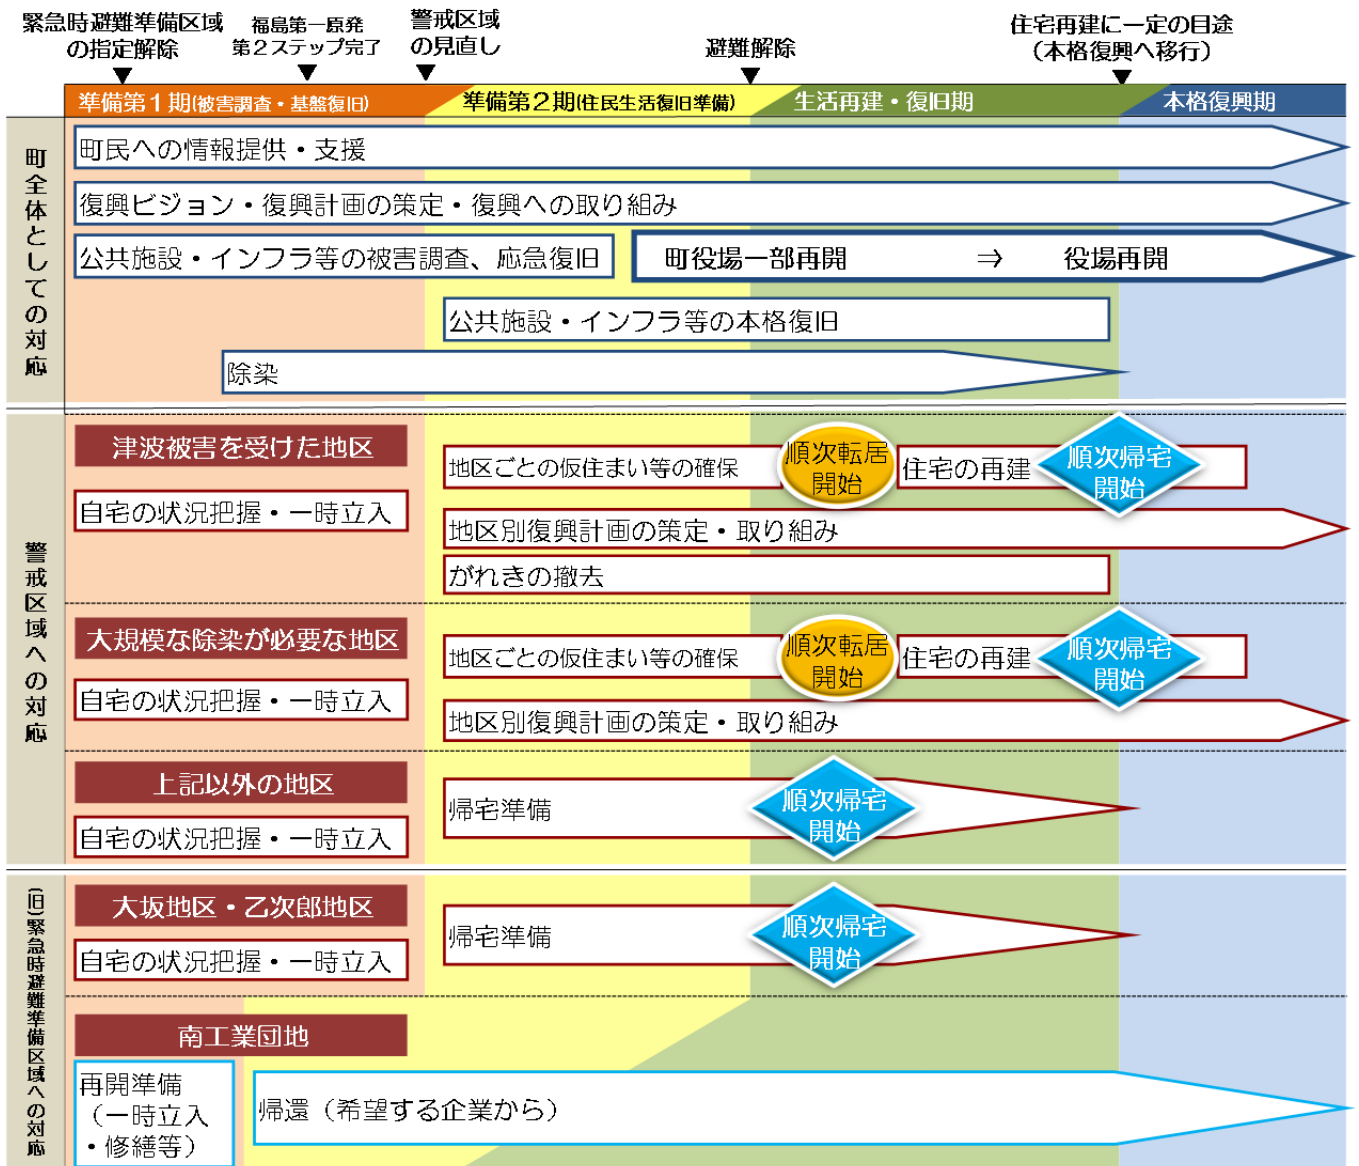 緊急時避難準備区域
の指定解除
福島第一原発
第2ステップ完了
警戒区域
の見直し
避難解除
住宅再建に一定の目途
（本格復興へ移行）
準備第1期(被害調査・基盤復旧)
準備第2期(住民生活復旧準備)
生活再建・復旧期
本格復興期
町全体としての対応
町民への情報提供・支援
復興ビジョン・復興計画の策定・復興への取り組み
公共施設・インフラ等の被害調査、応急復旧
町役場一部再開 ⇒ 役場再開
公共施設・インフラ等の本格復旧
除染
警戒区域への対応
津波被害を受けた地区
自宅の状況把握・一時立入
地区ごとの仮住まい等の確保
順次転居
開始
住宅の再建
順次帰宅
開始
地区別復興計画の策定・取り組み
がれきの撤去
大規模な除染が必要な地区
自宅の状況把握・一時立入
地区ごとの仮住まい等の確保
順次転居
開始
住宅の再建
順次帰宅
開始
地区別復興計画の策定・取り組み
上記以外の地区
自宅の状況把握・一時立入
帰宅準備
順次帰宅
開始
(旧)緊急時避難準備区域への対応
大坂地区・乙次郎地区
自宅の状況把握・一時立入
帰宅準備
順次帰宅
開始
南工業団地
再開準備
（一時立入
・修繕等）
帰還（希望する企業から）